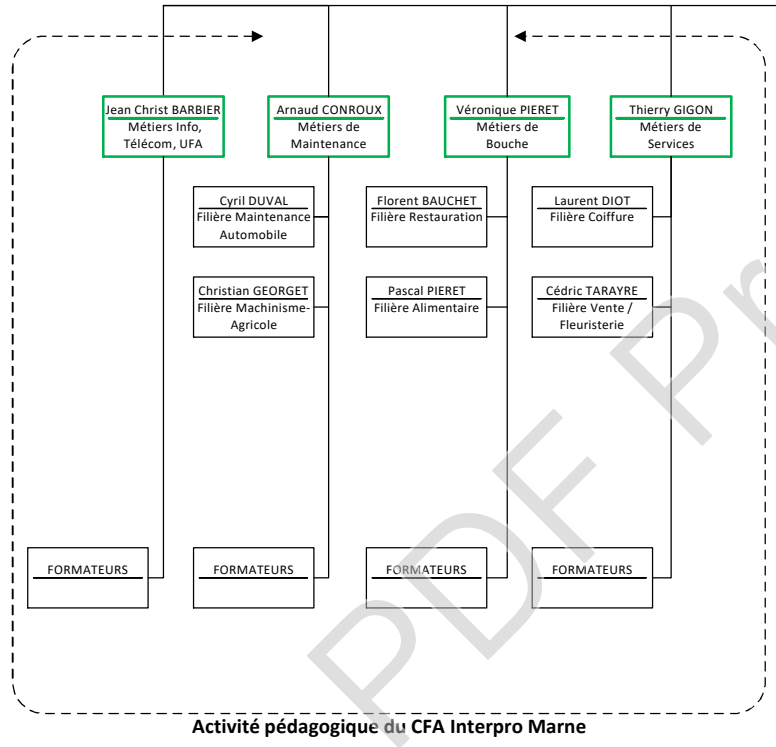 Jean Christ BARBIER
Métiers Info,
Télécom, UFA
Arnaud CONROUX
Métiers de
Maintenance
Véronique PIERET
Métiers de
Bouche
Thierry GIGON
Métiers de
Services
Cyril DUVAL
Filière Maintenance
Automobile
Florent BAUCHET
Filière Restauration
Laurent DIOT
Filière Coiffure
Christian GEORGET
Filière Machinisme-
Agricole
Pascal PIERET
Filière Alimentaire
Cédric TARAYRE
Filière Vente /
Fleuristerie
FORMATEURS
FORMATEURS
FORMATEURS
FORMATEURS
Activité pédagogique du CFA Interpro Marne
PDF Pr